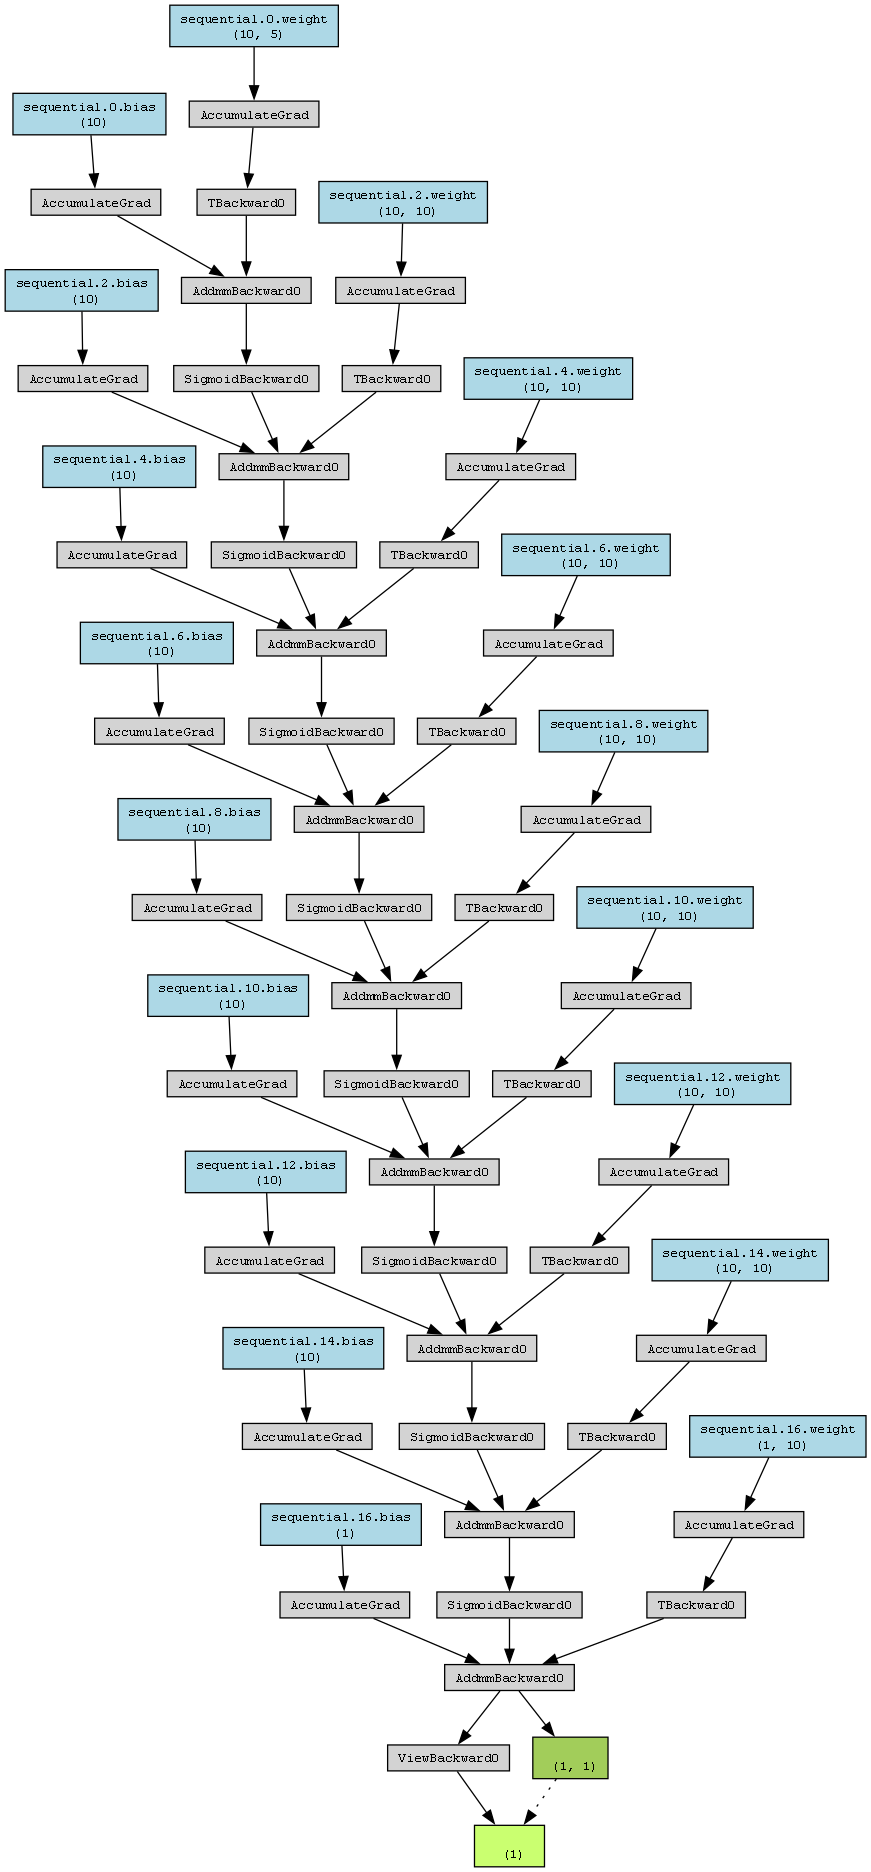 sequential.0.weight
(10, 5)
sequential.0.bias
(10)
AccumulateGrad
AccumulateGrad
TBackward0
sequential.2.weight
(10, 10)
sequential.2.bias
(10)
AddmmBackward0
AccumulateGrad
AccumulateGrad
SigmoidBackward0
TBackward0
sequential.4.weight
(10, 10)
sequential.4.bias
(10)
AddmmBackward0
AccumulateGrad
AccumulateGrad
SigmoidBackward0
TBackward0
sequential.6.weight
(10, 10)
sequential.6.bias
(10)
AddmmBackward0
AccumulateGrad
AccumulateGrad
SigmoidBackward0
TBackward0
sequential.8.weight
(10, 10)
sequential.8.bias
(10)
AddmmBackward0
AccumulateGrad
AccumulateGrad
SigmoidBackward0
TBackward0
sequential.10.weight
(10, 10)
sequential.10.bias
(10)
AddmmBackward0
AccumulateGrad
AccumulateGrad
SigmoidBackward0
TBackward0
sequential.12.weight
(10, 10)
sequential.12.bias
(10)
AddmmBackward0
AccumulateGrad
AccumulateGrad
SigmoidBackward0
TBackward0
sequential.14.weight
(10, 10)
sequential.14.bias
(10)
AddmmBackward0
AccumulateGrad
AccumulateGrad
SigmoidBackward0
TBackward0
sequential.16.weight
(1, 10)
sequential.16.bias
(1)
AddmmBackward0
AccumulateGrad
AccumulateGrad
SigmoidBackward0
TBackward0
AddmmBackward0
ViewBackward0
(1, 1)
(1)